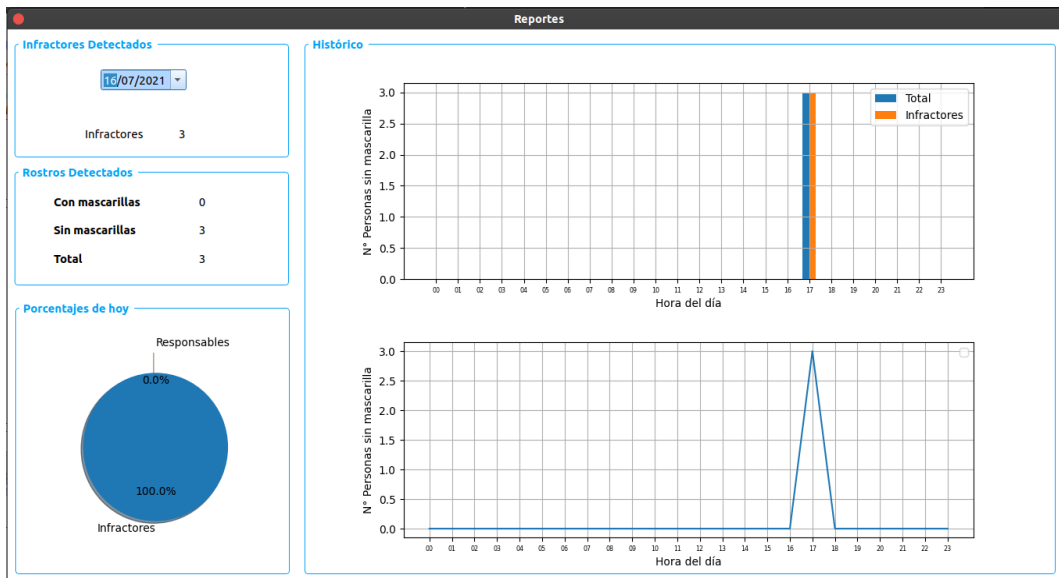 Reportes
Infractores Detectados
16/07/2021
Infractores 3
Rostros Detectados
Con mascarillas 0
Sin mascarillas 3
Total 3
Porcentajes de hoy
Responsables
0.0%
100.0%
Infractores
Histórico
N° Personas sin mascarilla
3.0
2.5
2.0
1.5
1.0
0.5
0.0
Total
Infractores
00 01 02 03 04 05 06 07 08 09 10 11 12 13 14 15 16 17 18 19 20 21 22 23
Hora del día
N° Personas sin mascarilla
3.0
2.5
2.0
1.5
1.0
0.5
0.0
00 01 02 03 04 05 06 07 08 09 10 11 12 13 14 15 16 17 18 19 20 21 22 23
Hora del día